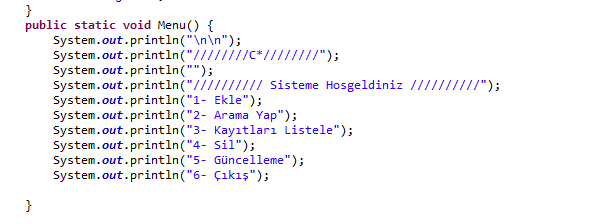 }
public static void Menu() {
System.out.println("\n\n");
System.out.println("////////C*////////");
System.out.println("");
System.out.println("////////// Sisteme Hosgeldiniz //////////");
System.out.println("1- Ekle");
System.out.println("2- Arama Yap");
System.out.println("3- Kayıtları Listele");
System.out.println("4- Sil");
System.out.println("5- Güncelleme");
System.out.println("6- Çıkış");
}